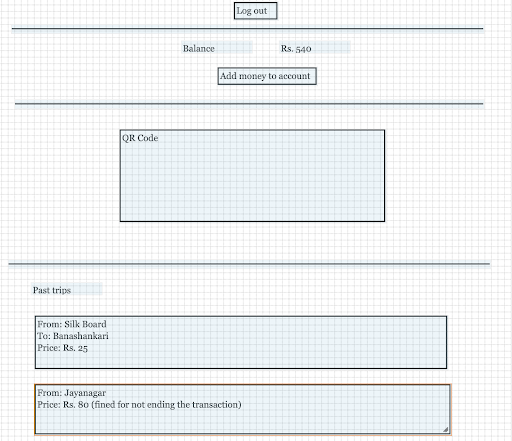 Log out
Balance Rs. 540
Add money to account
QR Code
Past trips
From: Silk Board
To: Banashankari
Price: Rs. 25
From: Jayanagar
Price: Rs. 80 (fined for not ending the transaction)